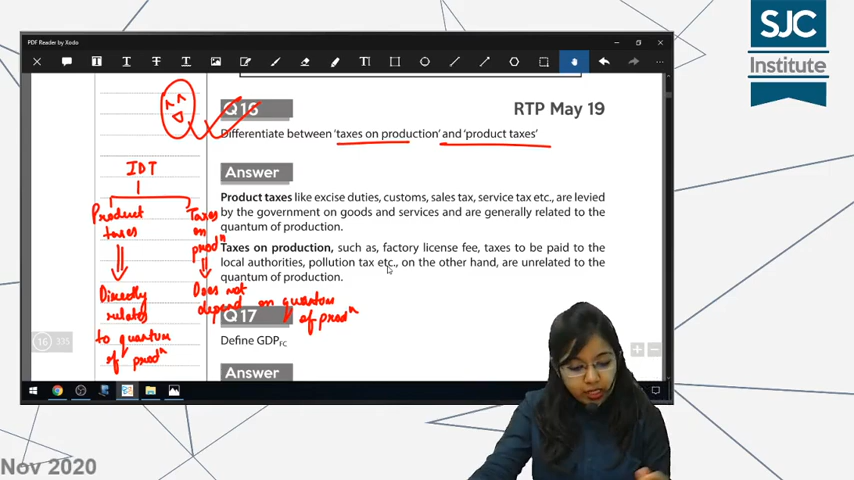 SJC
Institute
PDF Reader by Xodo
Q16
RTP May 19
Differentiate between 'taxes on production' and 'product taxes'
Answer
Product taxes like excise duties, customs, sales tax, service tax etc., are levied
by the government on goods and services and are generally related to the
quantum of production.
Taxes on production, such as, factory license fee, taxes to be paid to the
local authorities, pollution tax etc., on the other hand, are unrelated to the
quantum of production.
Q17
Define GDPFC
Answer
IDT
Product
taxes
Directly
relates
to quantum
of prodn
Taxes
on
prodn
Does not
depend on quantum
of prodn
16
335
Nov 2020